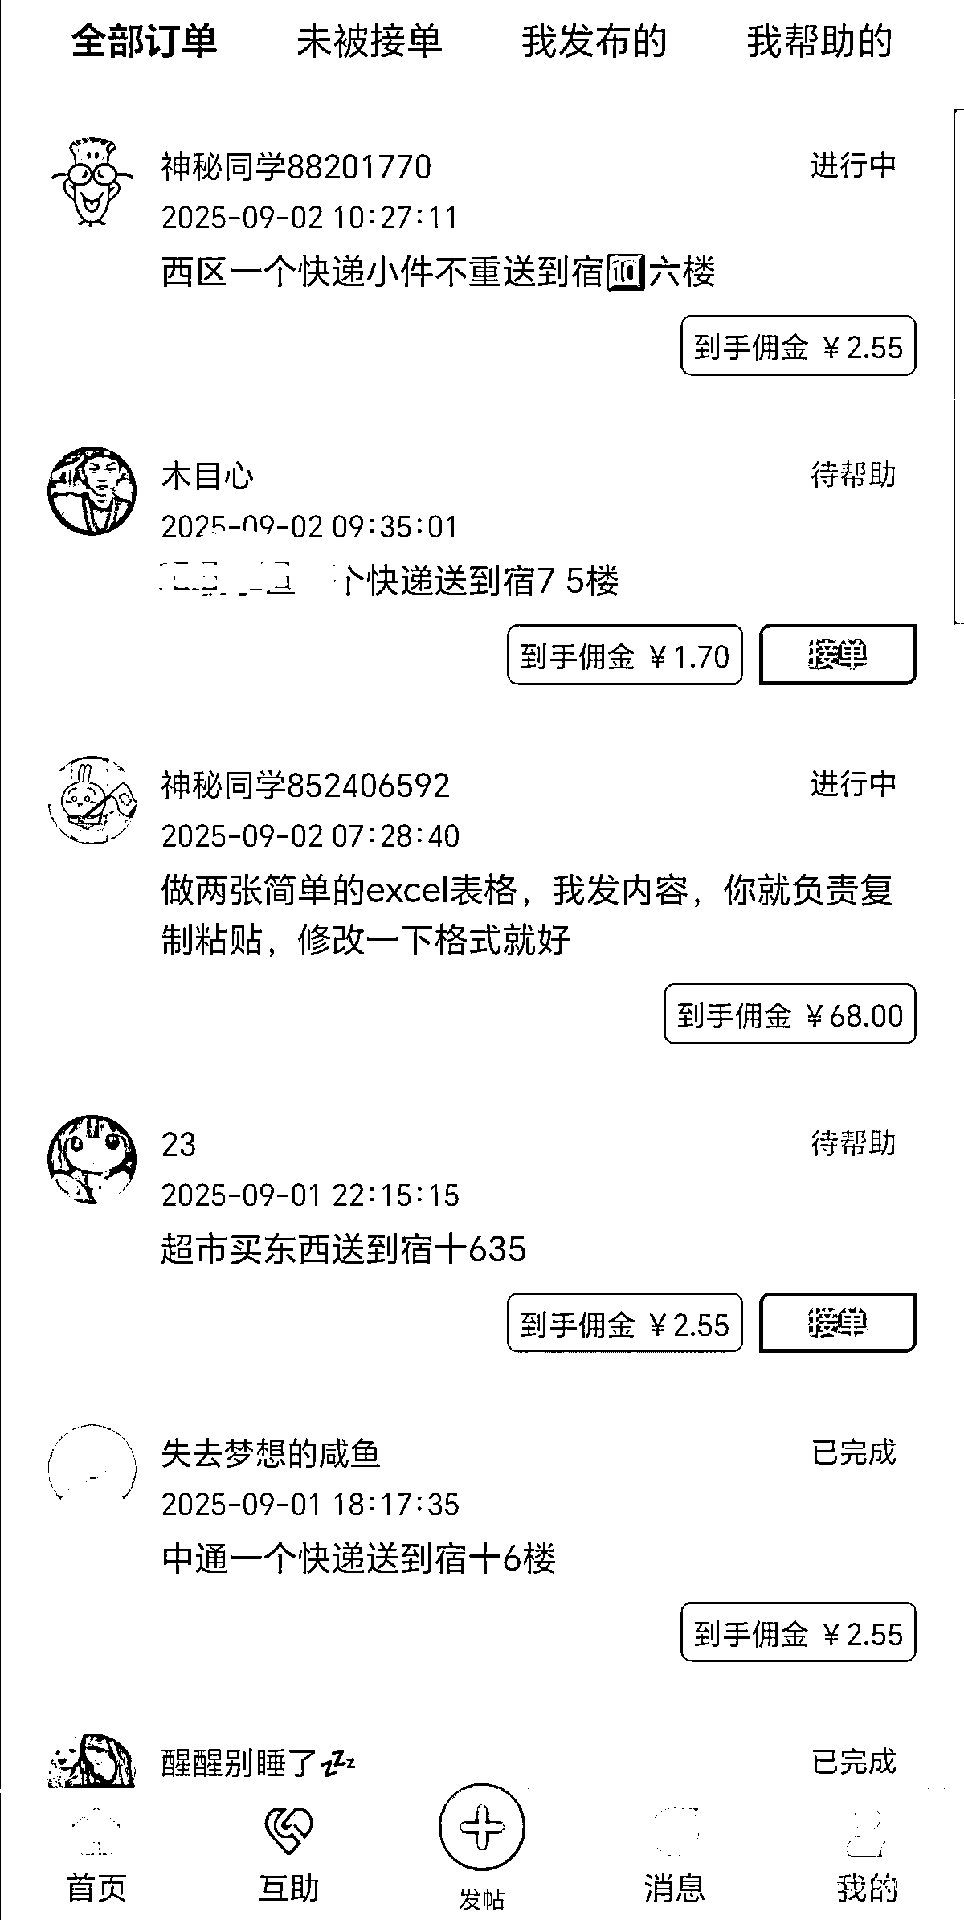 全部订单 未被接单 我发布的 我帮助的
神秘同学88201770 进行中
2025-09-02 10:27:11
西区一个快递小件不重送到宿🔟六楼
到手佣金 ¥2.55
木目心 待帮助
2025-09-02 09:35:01
个快递送到宿7 5楼
到手佣金 ¥1.70 接单
神秘同学852406592 进行中
2025-09-02 07:28:40
做两张简单的excel表格，我发内容，你就负责复
制粘贴，修改一下格式就好
到手佣金 ¥68.00
23 待帮助
2025-09-01 22:15:15
超市买东西送到宿十635
到手佣金 ¥2.55 接单
失去梦想的咸鱼 已完成
2025-09-01 18:17:35
中通一个快递送到宿十6楼
到手佣金 ¥2.55
醒醒别睡了💤 已完成
首页 互助 发帖 消息 我的